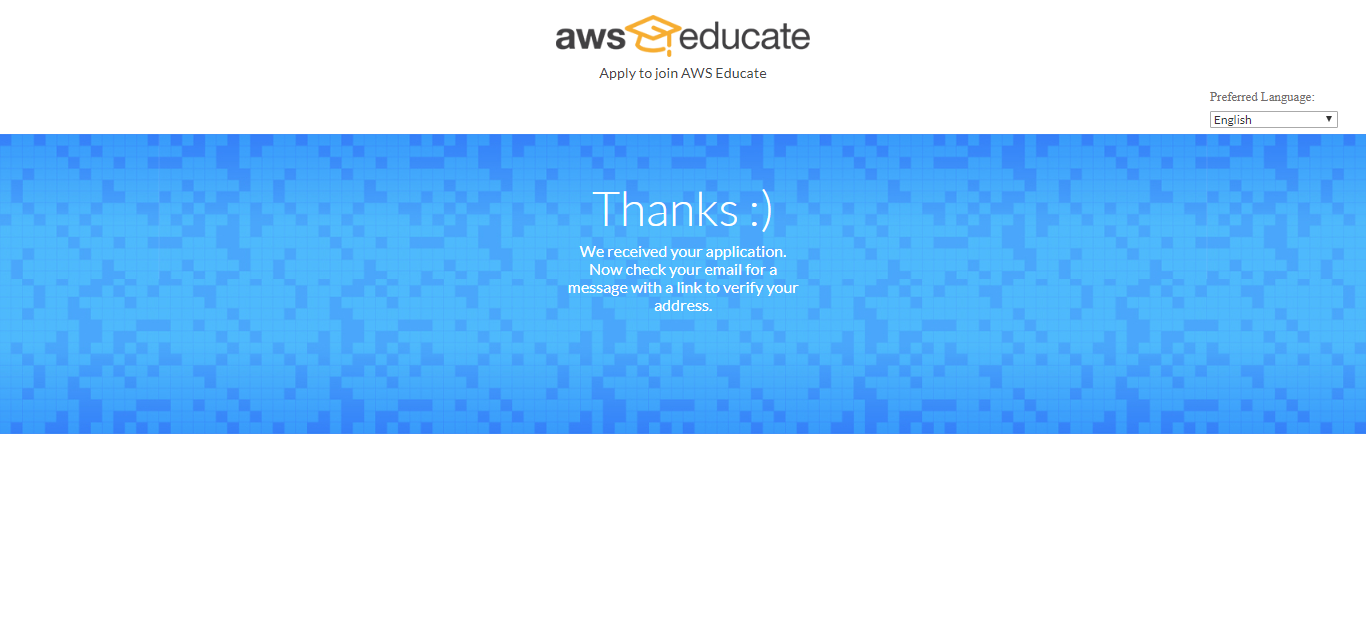 aws educate
Apply to join AWS Educate
Preferred Language:
English
Thanks :)
We received your application.
Now check your email for a
message with a link to verify your
address.